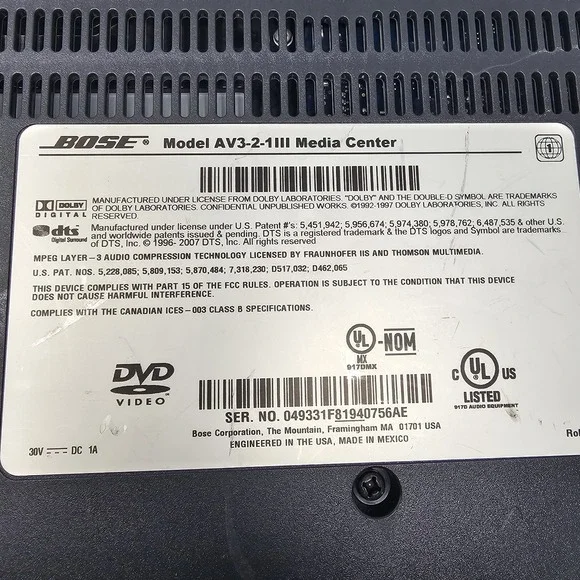 BOSE® Model AV3-2-1III Media Center
1
DOLBY
DIGITAL
MANUFACTURED UNDER LICENSE FROM DOLBY LABORATORIES. "DOLBY" AND THE DOUBLE-D SYMBOL ARE TRADEMARKS
OF DOLBY LABORATORIES. CONFIDENTIAL UNPUBLISHED WORKS. ©1992-1997 DOLBY LABORATORIES, INC. ALL RIGHTS
RESERVED.
dts
Digital Surround
Manufactured under license under U.S. Patent #'s: 5,451,942; 5,956,674; 5,974,380; 5,978,762; 6,487,535 & other U.S.
and worldwide patents issued & pending. DTS is a registered trademark & the DTS logos and Symbol are trademarks
of DTS, Inc. © 1996- 2007 DTS, Inc. All Rights Reserved.
MPEG LAYER-3 AUDIO COMPRESSION TECHNOLOGY LICENSED BY FRAUNHOFER IIS AND THOMSON MULTIMEDIA.
U.S. PAT. NOS. 5,228,085; 5,809,153; 5,870,484; 7,318,230; D517,032; D462,065
THIS DEVICE COMPLIES WITH PART 15 OF THE FCC RULES. OPERATION IS SUBJECT TO THE CONDITION THAT THIS DEVICE
DOES NOT CAUSE HARMFUL INTERFERENCE.
COMPLIES WITH THE CANADIAN ICES-003 CLASS B SPECIFICATIONS.
UL -NOM
MX
917DMX
DVD
VIDEO
C UL US
LISTED
917D AUDIO EQUIPMENT
SER. NO. 049331F81940756AE
Bose Corporation, The Mountain, Framingham MA 01701 USA
ENGINEERED IN THE USA, MADE IN MEXICO
30V --- DC 1A